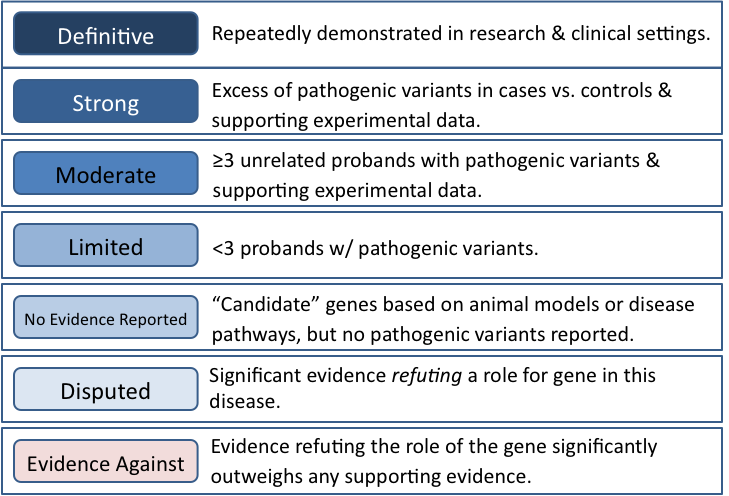 Definitive
Repeatedly demonstrated in research & clinical settings.
Strong
Excess of pathogenic variants in cases vs. controls &
supporting experimental data.
Moderate
≥3 unrelated probands with pathogenic variants &
supporting experimental data.
Limited
<3 probands w/ pathogenic variants.
No Evidence Reported
“Candidate” genes based on animal models or disease
pathways, but no pathogenic variants reported.
Disputed
Significant evidence refuting a role for gene in this
disease.
Evidence Against
Evidence refuting the role of the gene significantly
outweighs any supporting evidence.